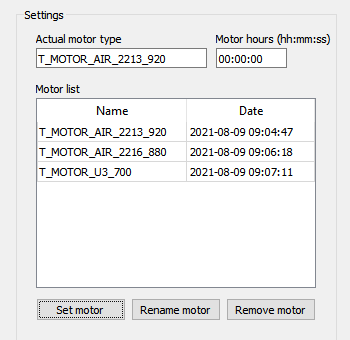 Settings
Actual motor type Motor hours (hh:mm:ss)
T_MOTOR_AIR_2213_920 00:00:00
Motor list
Name Date
T_MOTOR_AIR_2213_920 2021-08-09 09:04:47
T_MOTOR_AIR_2216_880 2021-08-09 09:06:18
T_MOTOR_U3_700 2021-08-09 09:07:11
Set motor Rename motor Remove motor